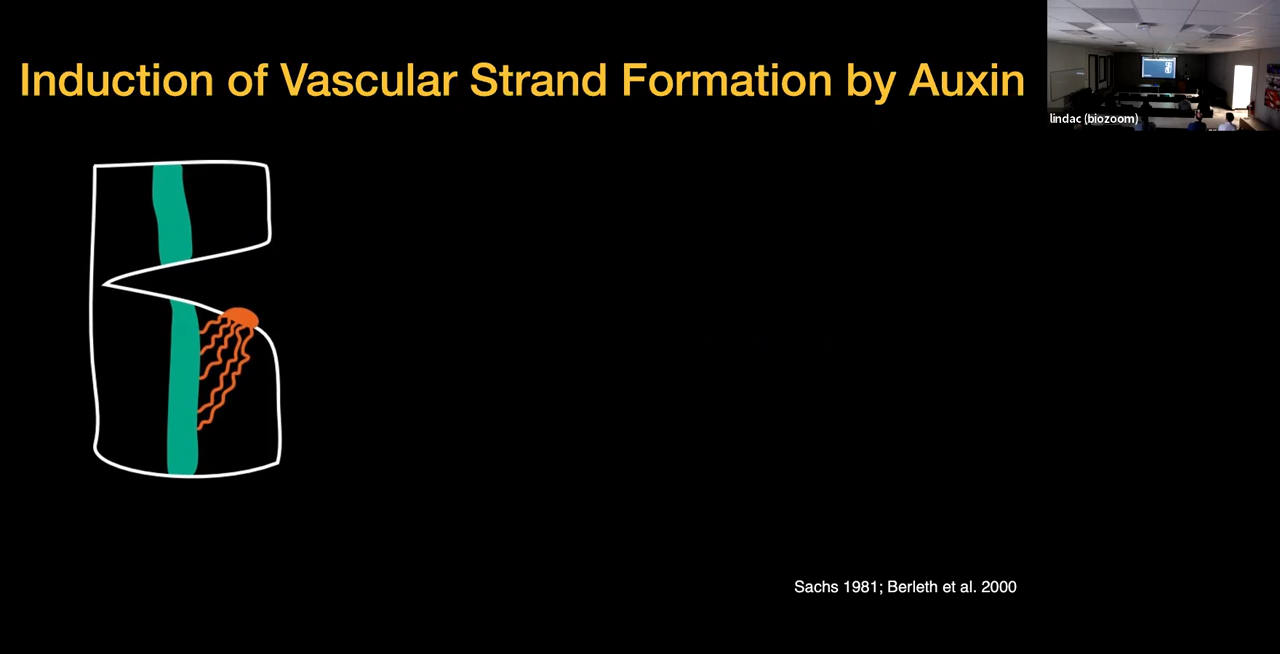 Induction of Vascular Strand Formation by Auxin
lindac (biozoom)
Sachs 1981; Berleth et al. 2000